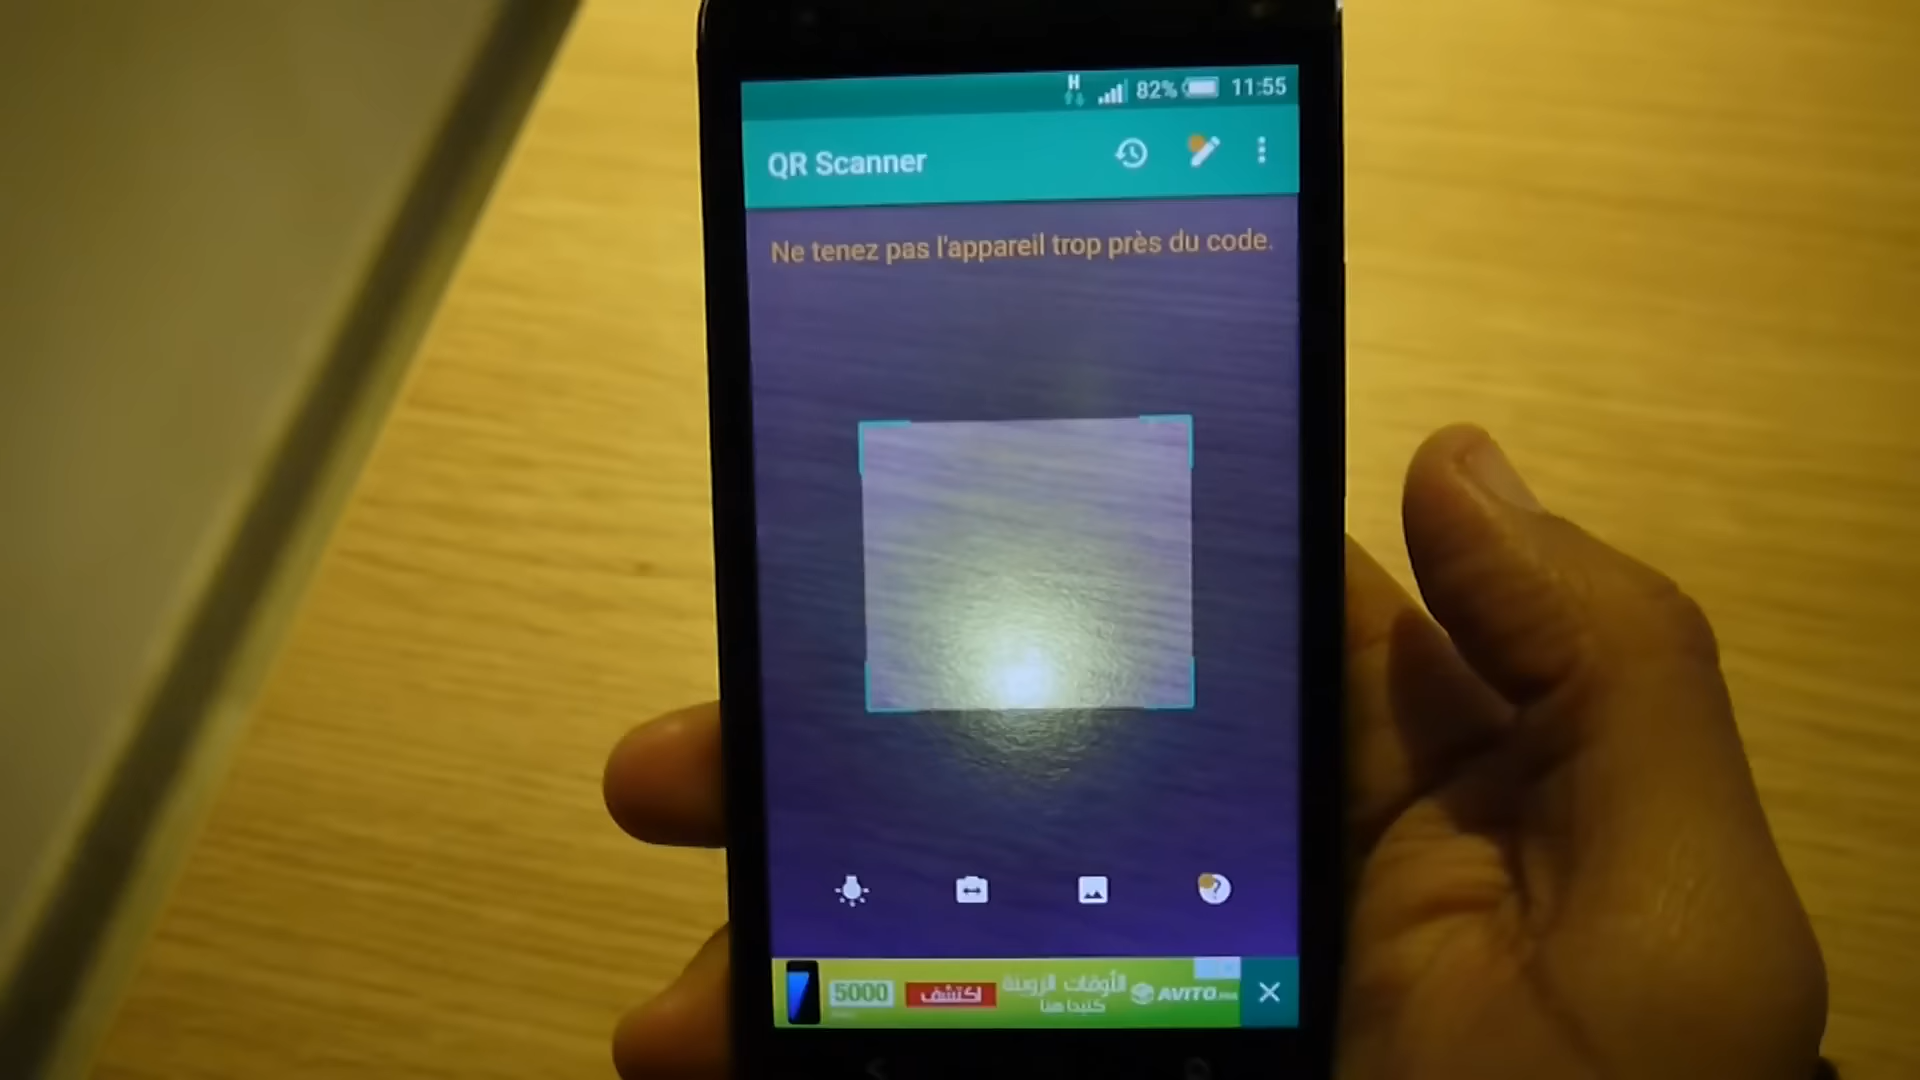 H 82% 11:55
QR Scanner
Ne tenez pas l'appareil trop près du code.
5000 اكتشف الأوقات الزوينة AVITO.ma
كتبدا هنا